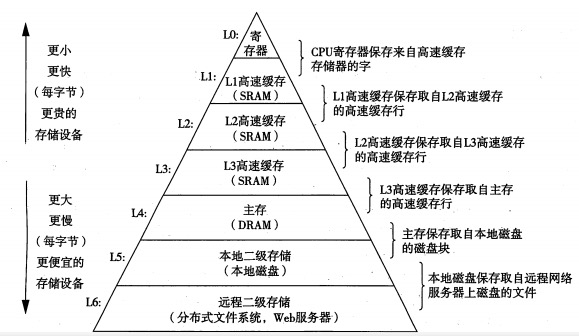 L0:
寄
存器
CPU寄存器保存来自高速缓存
存储器的字
L1:
L1高速缓存
(SRAM)
L1高速缓存保存取自L2高速缓存
的高速缓存行
L2:
L2高速缓存
(SRAM)
L2高速缓存保存取自L3高速缓存
的高速缓存行
L3:
L3高速缓存
(SRAM)
L3高速缓存保存取自主存
的高速缓存行
L4:
主存
(DRAM)
主存保存取自本地磁盘
的磁盘块
L5:
本地二级存储
(本地磁盘)
本地磁盘保存取自远程网络
服务器上磁盘的文件
L6:
远程二级存储
(分布式文件系统，Web服务器)
更小
更快
(每字节)
更贵的
存储设备
更大
更慢
(每字节)
更便宜的
存储设备